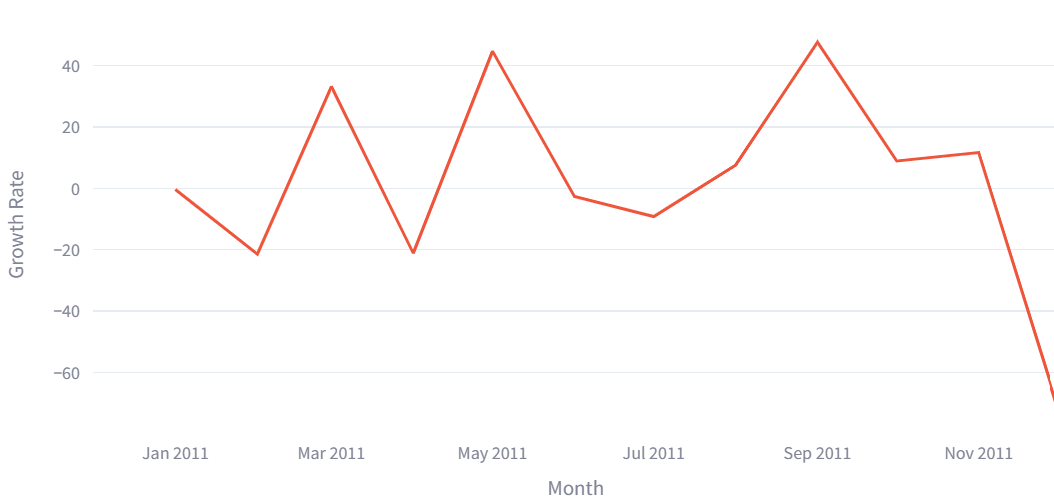 40
20
0
−20
−40
−60
Growth Rate
Jan 2011
Mar 2011
May 2011
Jul 2011
Sep 2011
Nov 2011
Month